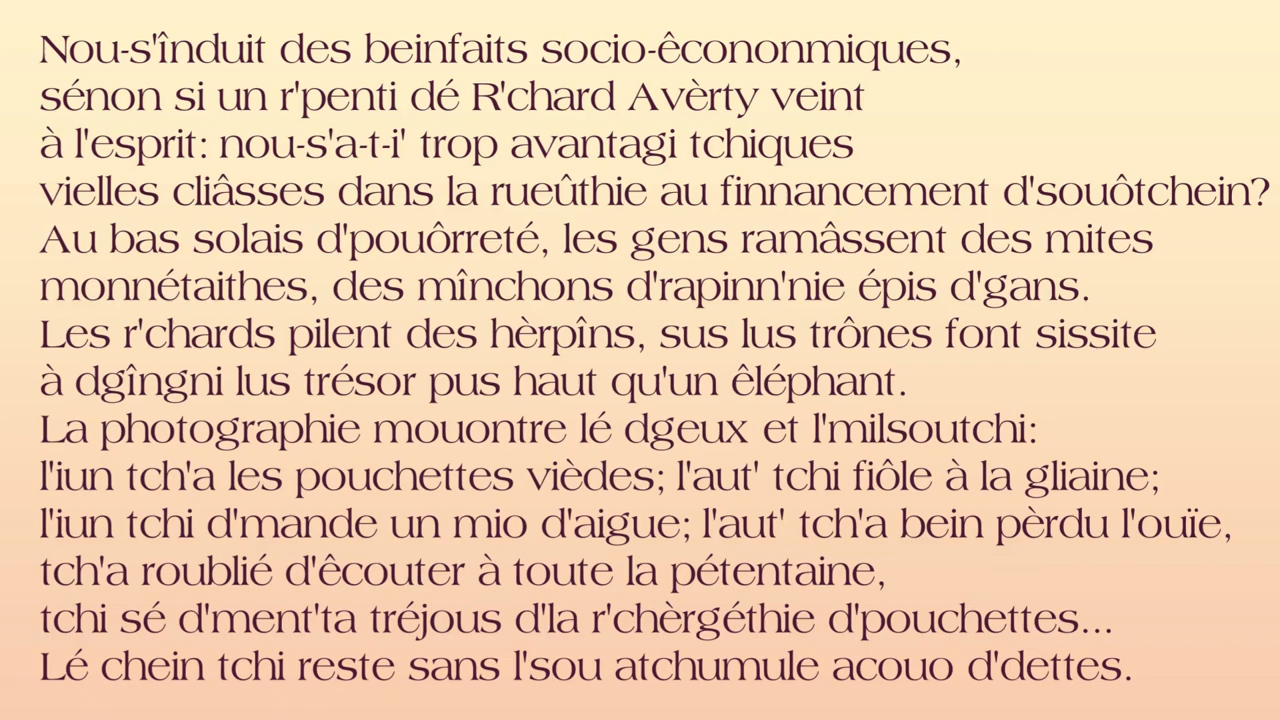 Nou-s'înduit des beinfaits socio-êcononmiques,
sénon si un r'penti dé R'chard Avèrty veint
à l'esprit: nou-s'a-t-i' trop avantagi tchiques
vielles cliâsses dans la rueûthie au finnancement d'souôtchein?
Au bas solais d'pouôrreté, les gens ramâssent des mites
monnétaithes, des mînchons d'rapinn'nie épis d'gans.
Les r'chards pilent des hèrpîns, sus lus trônes font sissite
à dgîngni lus trésor pus haut qu'un êléphant.
La photographie mouontre lé dgeux et l'milsoutchi:
l'iun tch'a les pouchettes vièdes; l'aut' tchi fiôle à la gliaine;
l'iun tchi d'mande un mio d'aigue; l'aut' tch'a bein pèrdu l'ouïe,
tch'a roublié d'êcouter à toute la pétentaine,
tchi sé d'ment'ta tréjous d'la r'chèrgéthie d'pouchettes...
Lé chein tchi reste sans l'sou atchumule acouo d'dettes.